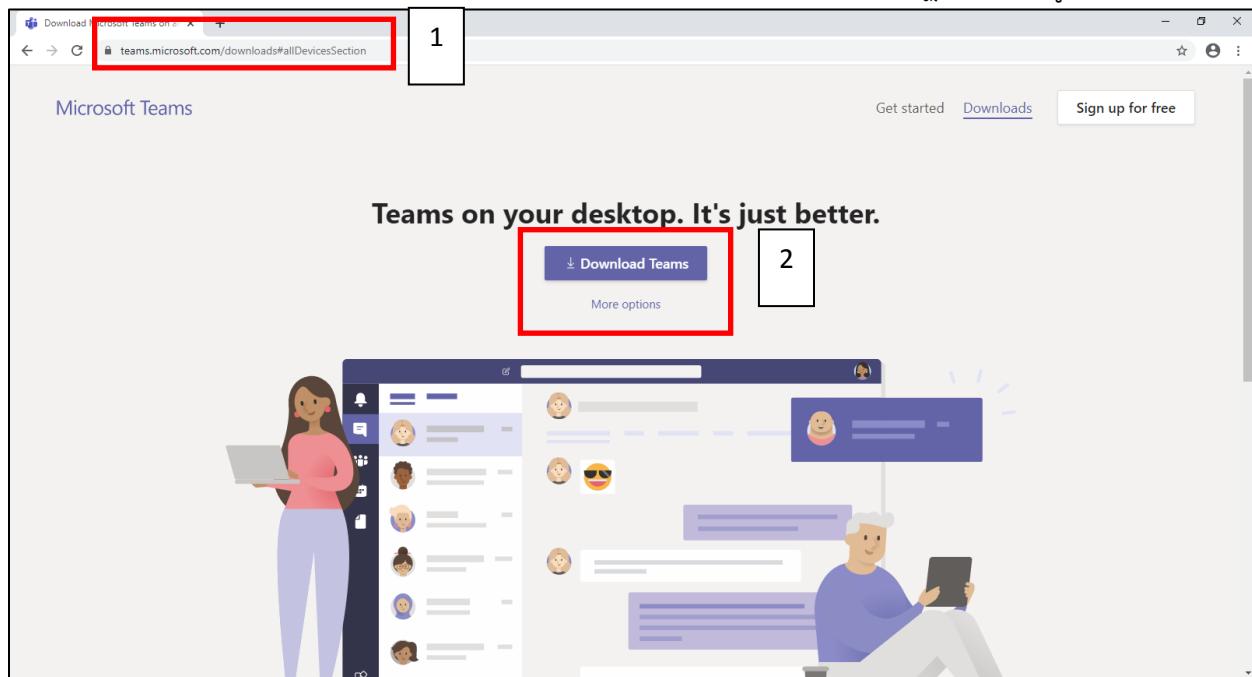 Download Microsoft Teams on a
1
teams.microsoft.com/downloads#allDevicesSection
Microsoft Teams
Get started Downloads Sign up for free
Teams on your desktop. It's just better.
Download Teams
2
More options